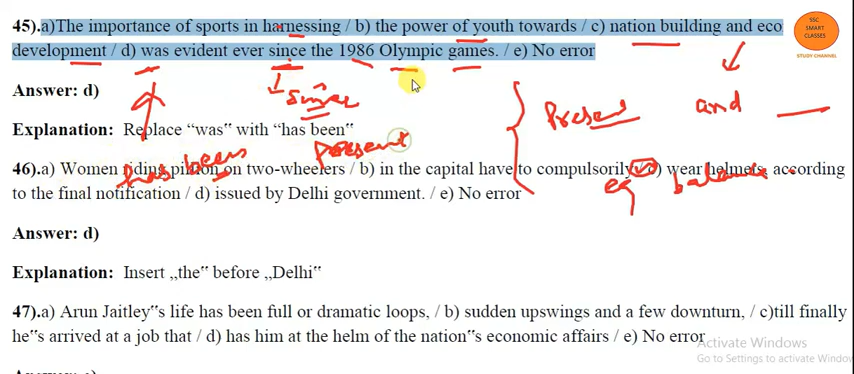 45).a)The importance of sports in harnessing / b) the power of youth towards / c) nation building and eco
SSC
SMART
CLASSES
STUDY CHANNEL
development / d) was evident ever since the 1986 Olympic games. / e) No error
Answer: d)
since
Present
and
Explanation: Replace "was" with "has been"
has been
Present
46).a) Women riding pillion on two-wheelers / b) in the capital have to compulsorily / c) wear helmets, according
eq balance
to the final notification / d) issued by Delhi government. / e) No error
Answer: d)
Explanation: Insert „the‟ before „Delhi‟
47).a) Arun Jaitley‟s life has been full or dramatic loops, / b) sudden upswings and a few downturn, / c)till finally
he‟s arrived at a job that / d) has him at the helm of the nation‟s economic affairs / e) No error
Activate Windows
Go to Settings to activate Window